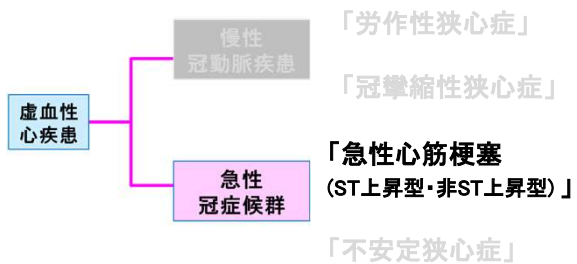 「労作性狭心症」
慢性
冠動脈疾患
「冠攣縮性狭心症」
虚血性
心疾患
「急性心筋梗塞
(ST上昇型・非ST上昇型)」
急性
冠症候群
「不安定狭心症」